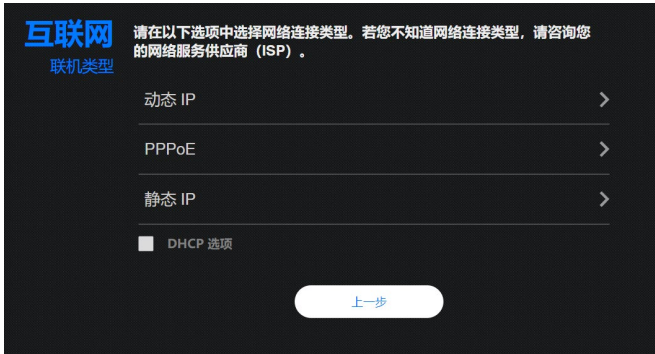 互联网
联机类型
请在以下选项中选择网络连接类型。若您不知道网络连接类型，请咨询您
的网络服务供应商（ISP）。
动态 IP
PPPoE
静态 IP
DHCP 选项
上一步